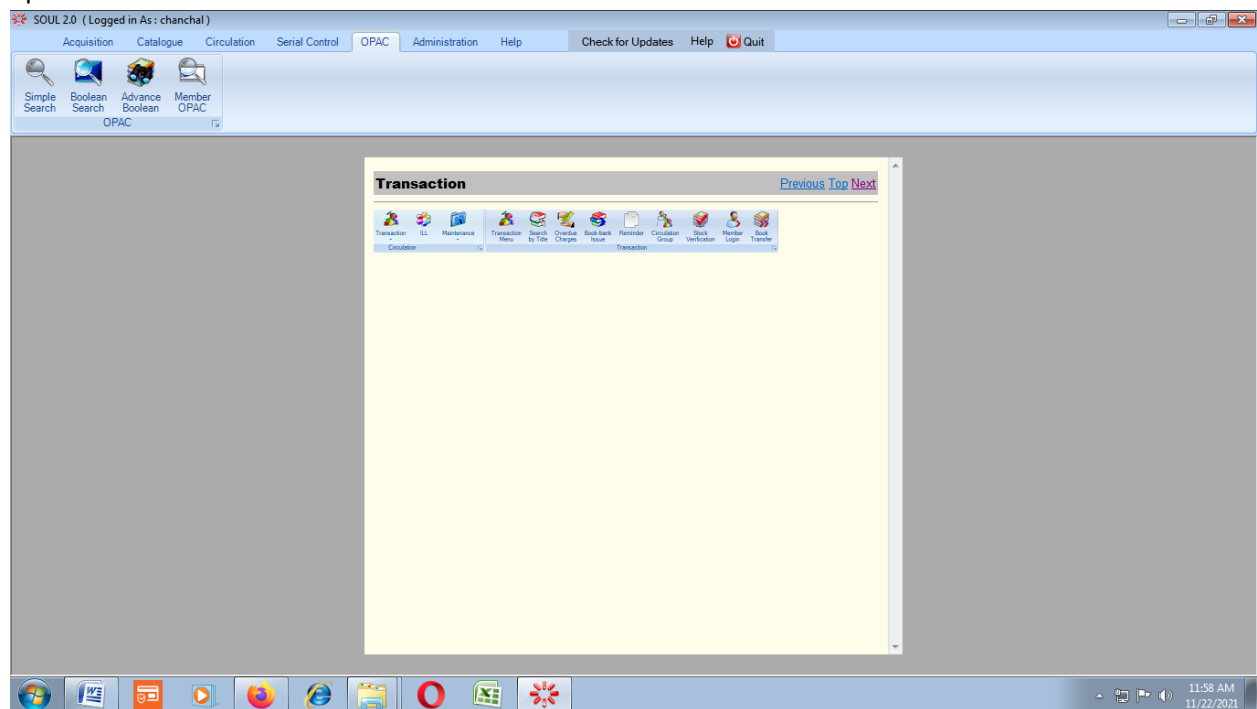 SOUL 2.0 ( Logged in As : chanchal )
Acquisition Catalogue Circulation Serial Control OPAC Administration Help Check for Updates Help Quit
Simple Search Boolean Search Advance Boolean Member OPAC
OPAC
Transaction Previous Top Next
Transaction ILL Maintenance Transaction Menu Search by Title Overdue Charges Book-bank Issue Reminder Circulation Group Stock Verification Member Login Book Transfer
Circulation Transaction
11:58 AM
11/22/2021